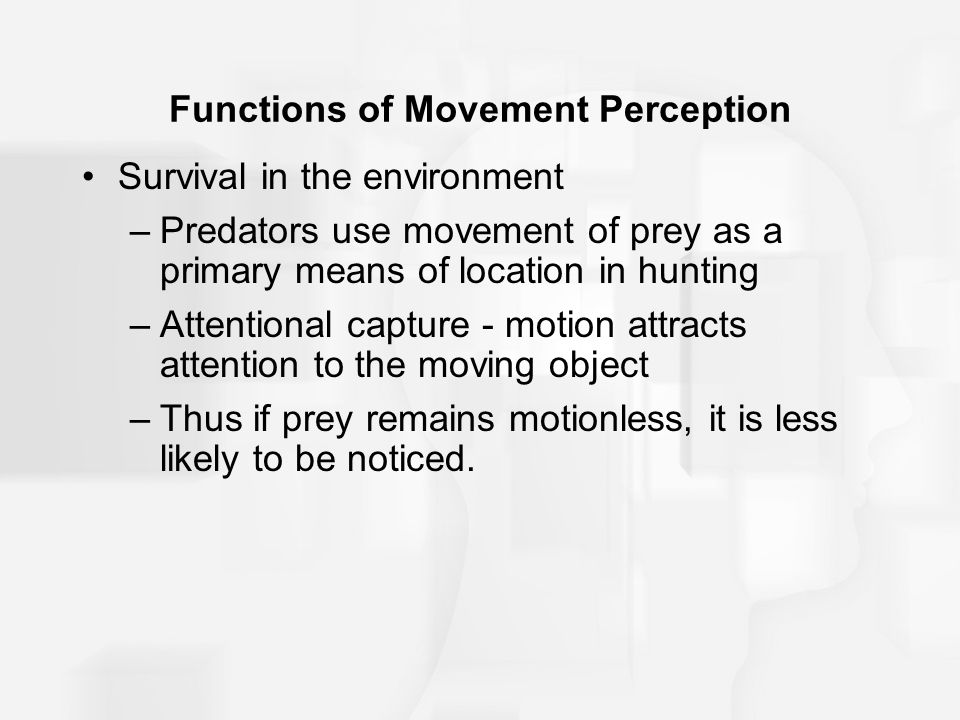 Functions of Movement Perception
• Survival in the environment
– Predators use movement of prey as a
primary means of location in hunting
– Attentional capture - motion attracts
attention to the moving object
– Thus if prey remains motionless, it is less
likely to be noticed.